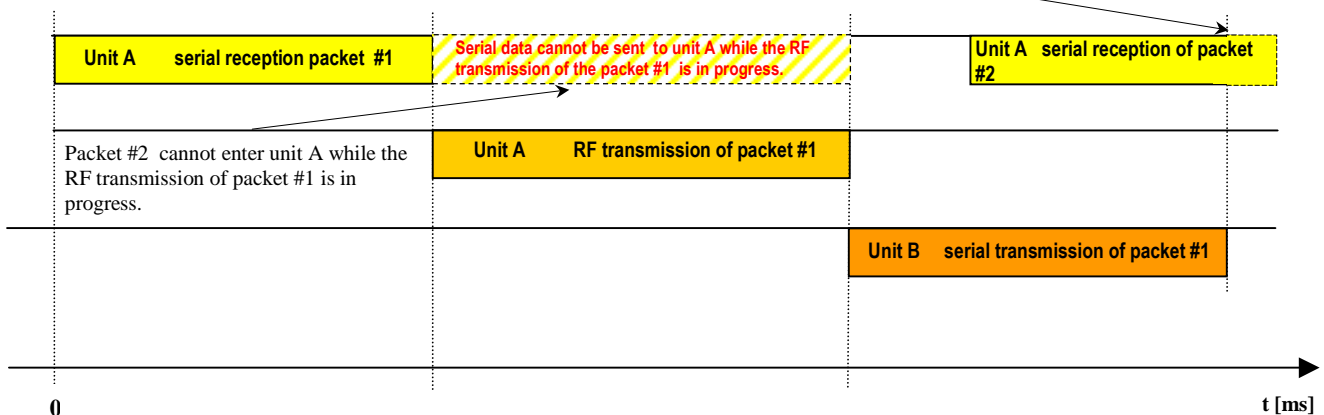 Unit A serial reception packet #1
Serial data cannot be sent to unit A while the RF
transmission of the packet #1 is in progress.
Unit A serial reception of packet
#2
Packet #2 cannot enter unit A while the
RF transmission of packet #1 is in
progress.
Unit A RF transmission of packet #1
Unit B serial transmission of packet #1
0
t [ms]